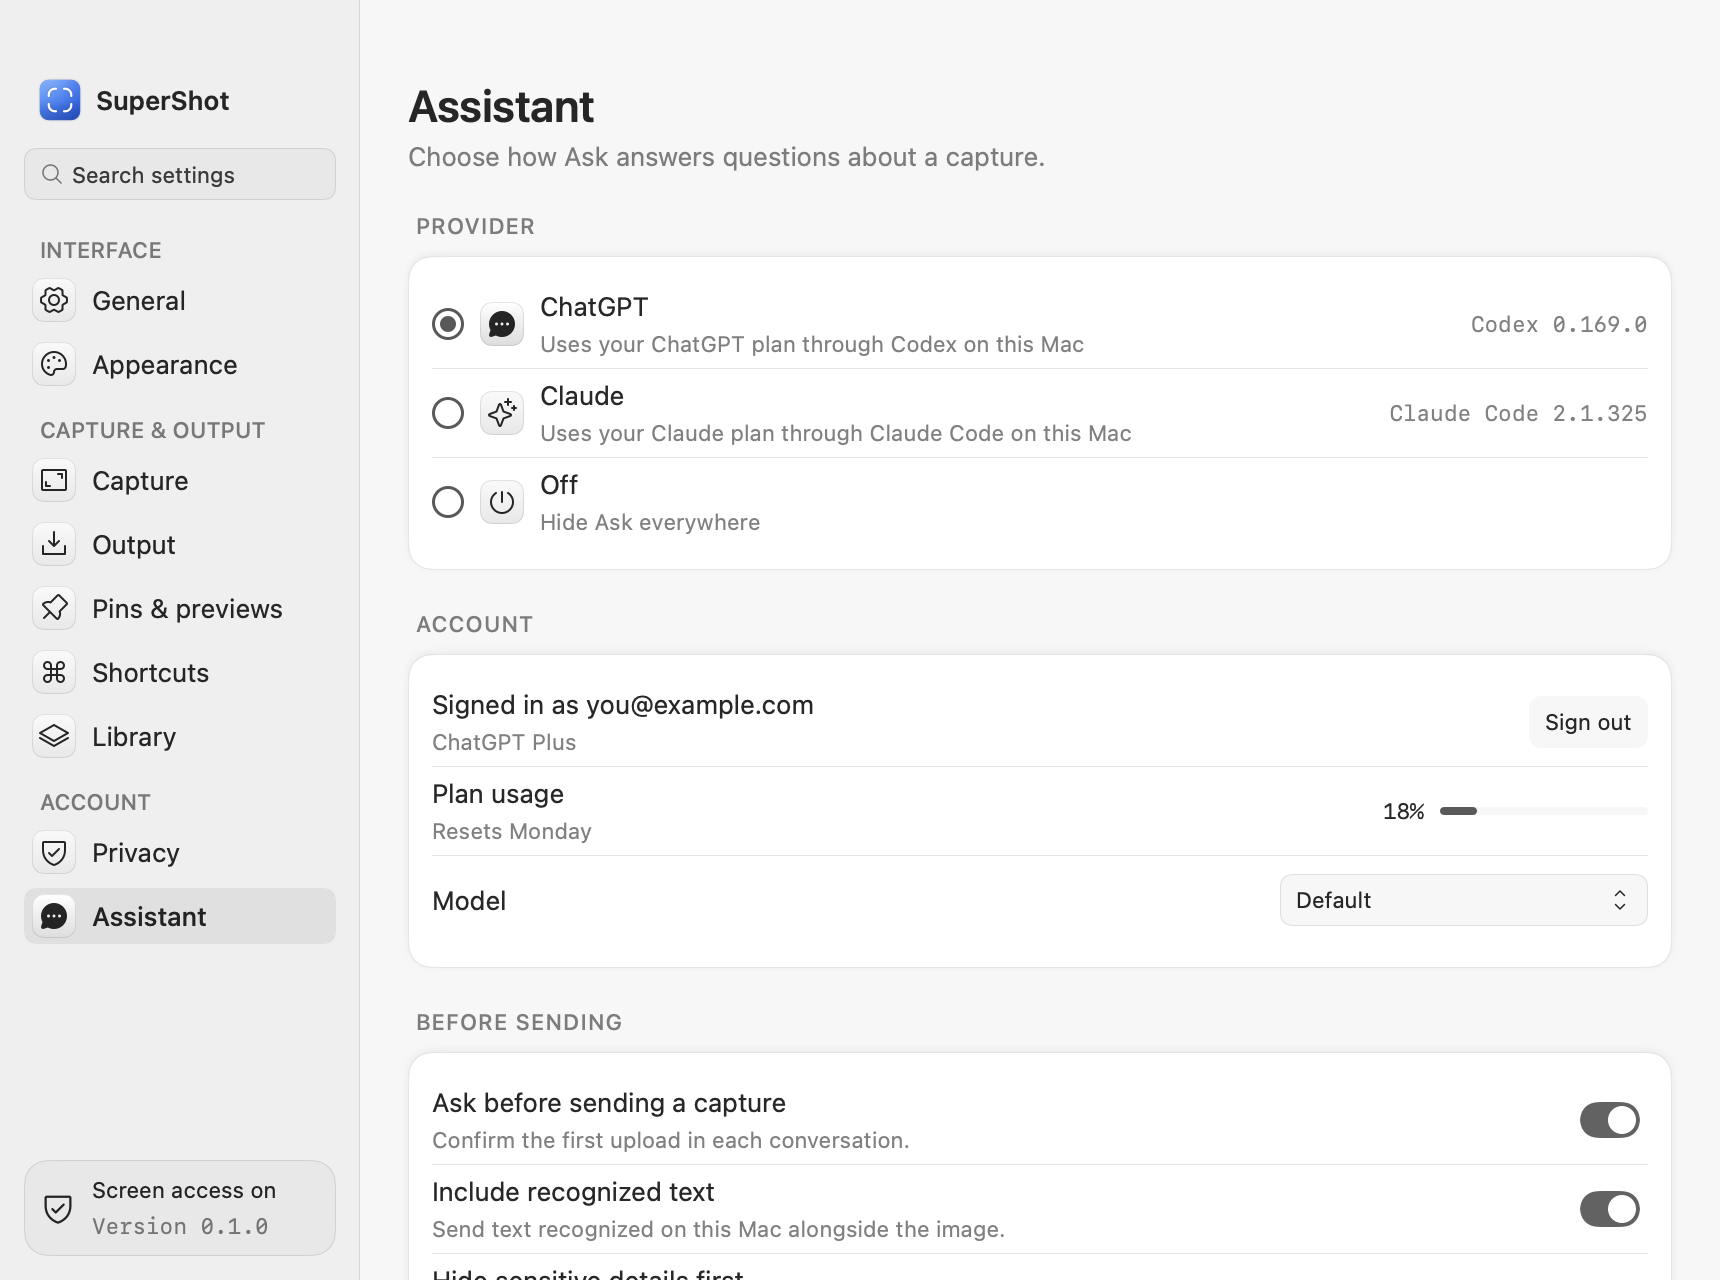 SuperShot
Search settings
INTERFACE
General
Appearance
CAPTURE & OUTPUT
Capture
Output
Pins & previews
Shortcuts
Library
ACCOUNT
Privacy
Assistant
Screen access on
Version 0.1.0
Assistant
Choose how Ask answers questions about a capture.
PROVIDER
ChatGPT
Uses your ChatGPT plan through Codex on this Mac
Codex 0.169.0
Claude
Uses your Claude plan through Claude Code on this Mac
Claude Code 2.1.325
Off
Hide Ask everywhere
ACCOUNT
Signed in as you@example.com
ChatGPT Plus
Sign out
Plan usage
Resets Monday
18%
Model
Default
BEFORE SENDING
Ask before sending a capture
Confirm the first upload in each conversation.
Include recognized text
Send text recognized on this Mac alongside the image.
Hide sensitive details first